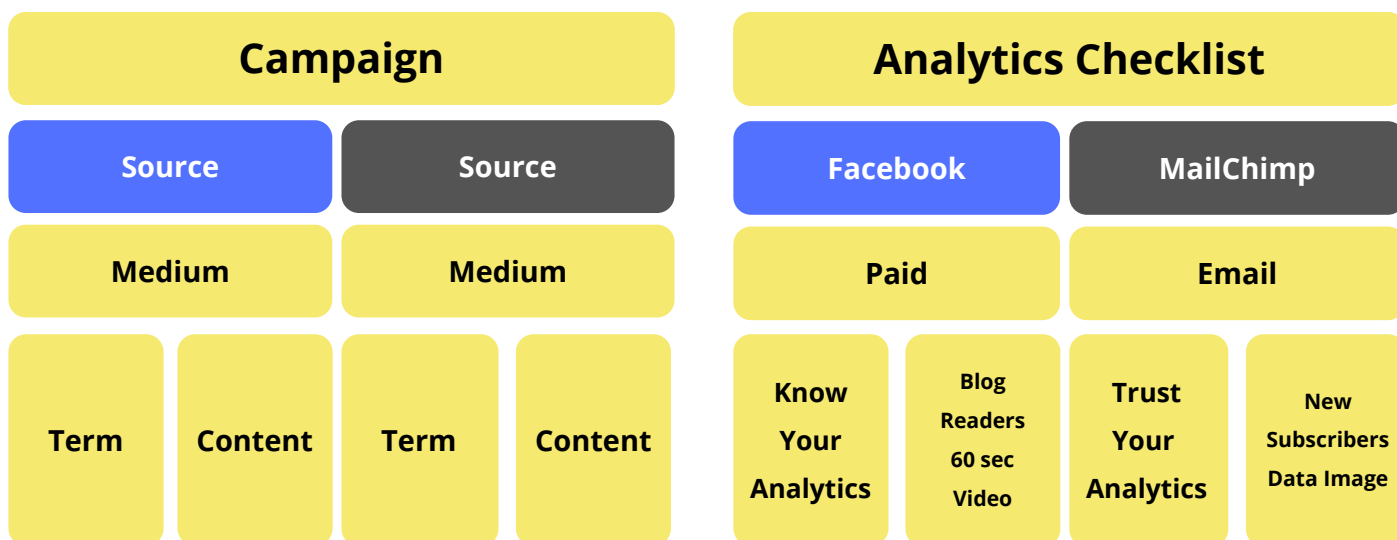 Campaign
Source
Source
Medium
Medium
Term
Content
Term
Content
Analytics Checklist
Facebook
MailChimp
Paid
Email
Know
Your
Analytics
Blog
Readers
60 sec
Video
Trust
Your
Analytics
New
Subscribers
Data Image